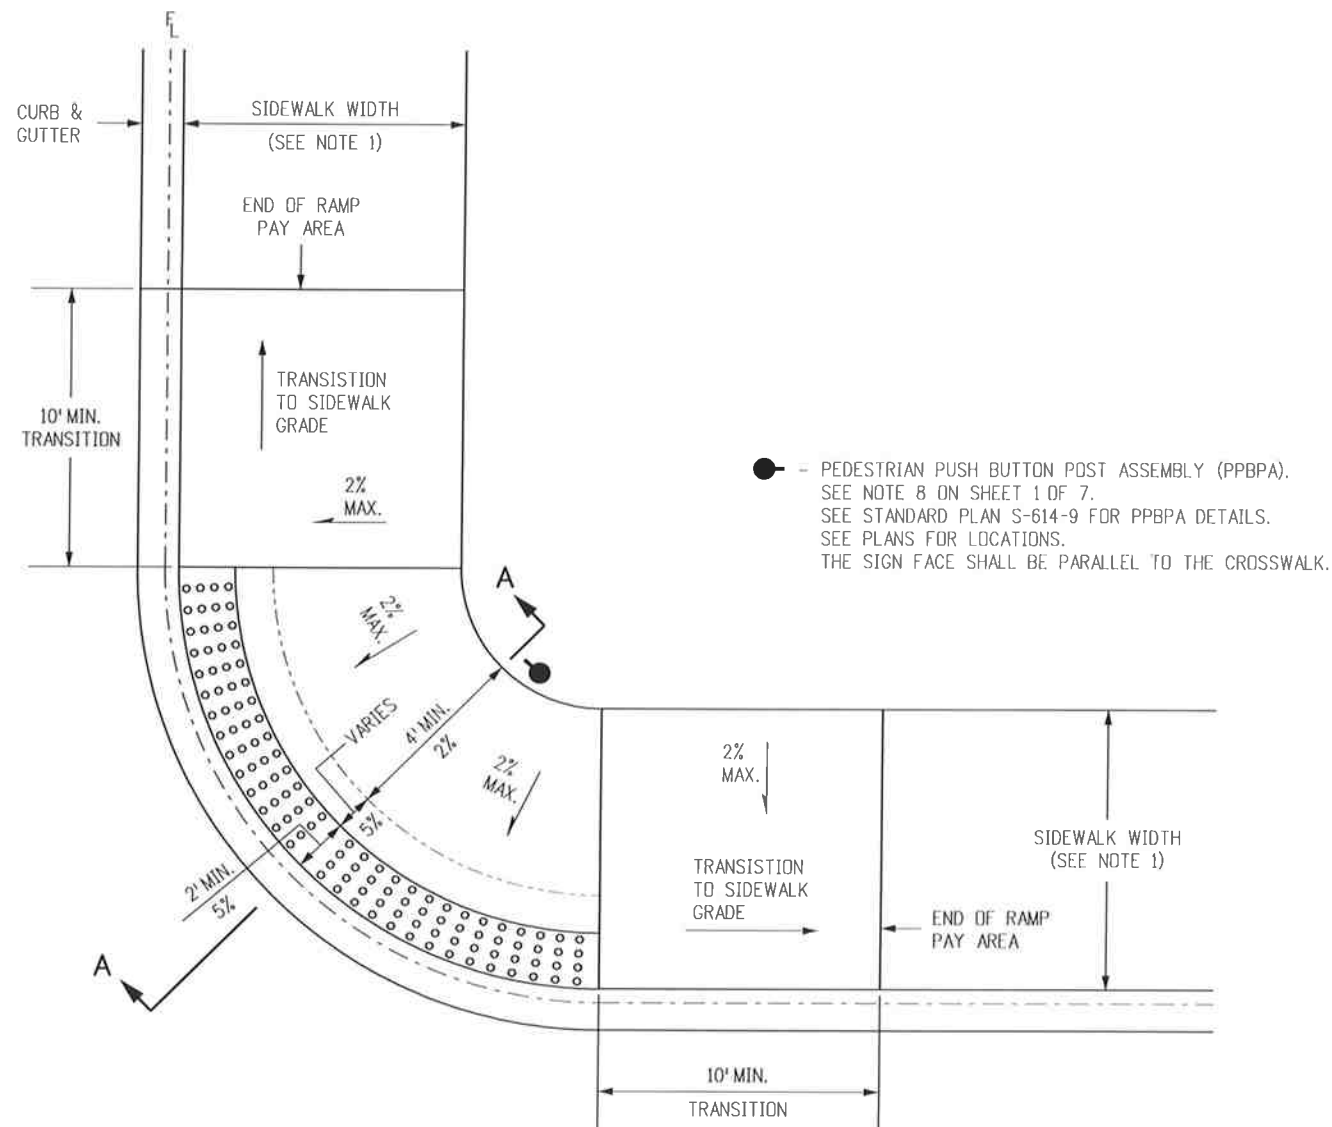 FL
CURB &
GUTTER
SIDEWALK WIDTH
(SEE NOTE 1)
END OF RAMP
PAY AREA
TRANSISTION
TO SIDEWALK
GRADE
10' MIN.
TRANSITION
2%
MAX.
- PEDESTRIAN PUSH BUTTON POST ASSEMBLY (PPBPA).
SEE NOTE 8 ON SHEET 1 OF 7.
SEE STANDARD PLAN S-614-9 FOR PPBPA DETAILS.
SEE PLANS FOR LOCATIONS.
THE SIGN FACE SHALL BE PARALLEL TO THE CROSSWALK.
A
2%
MAX.
VARIES
4' MIN.
2%
2%
MAX.
5%
2' MIN.
5%
A
2%
MAX.
TRANSISTION
TO SIDEWALK
GRADE
SIDEWALK WIDTH
(SEE NOTE 1)
END OF RAMP
PAY AREA
10' MIN.
TRANSITION